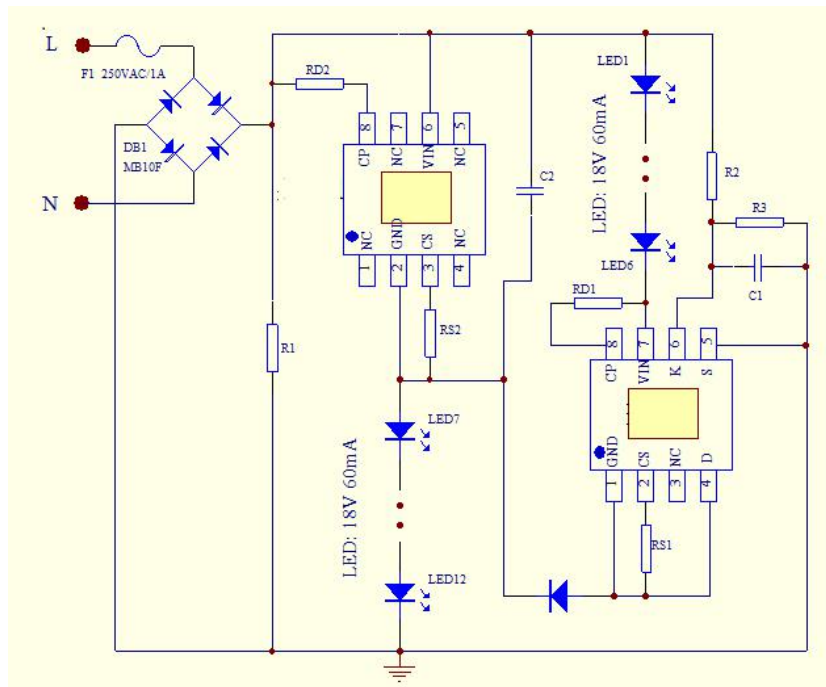 L
F1 250VAC/1A
DB1
MB10F
N
RD2
8 7 6 5
CP NC VIN NC
NC GND CS NC
1 2 3 4
RS2
R1
C2
LED1
LED: 18V 60mA
LED6
R2
R3
C1
RD1
8 7 6 5
CP VIN K S
GND CS NC D
1 2 3 4
RS1
LED7
LED: 18V 60mA
LED12